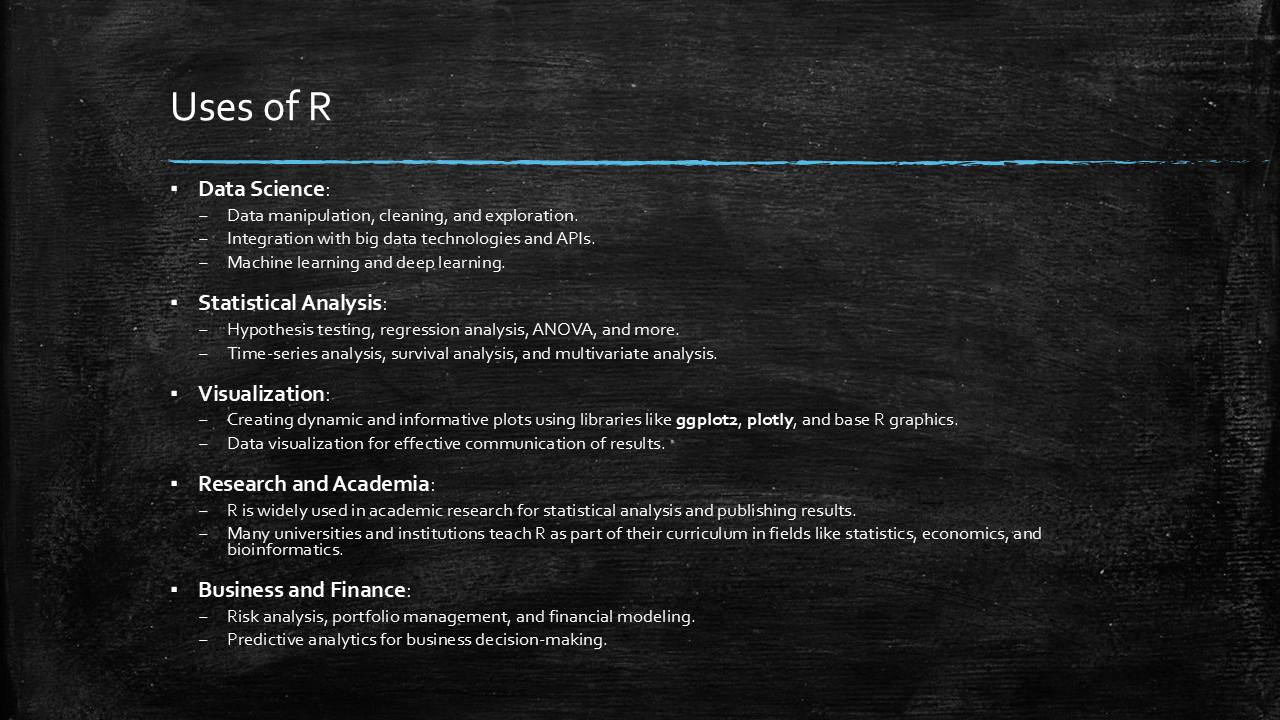 Uses of R
▪ Data Science:
– Data manipulation, cleaning, and exploration.
– Integration with big data technologies and APIs.
– Machine learning and deep learning.
▪ Statistical Analysis:
– Hypothesis testing, regression analysis, ANOVA, and more.
– Time-series analysis, survival analysis, and multivariate analysis.
▪ Visualization:
– Creating dynamic and informative plots using libraries like ggplot2, plotly, and base R graphics.
– Data visualization for effective communication of results.
▪ Research and Academia:
– R is widely used in academic research for statistical analysis and publishing results.
– Many universities and institutions teach R as part of their curriculum in fields like statistics, economics, and
bioinformatics.
▪ Business and Finance:
– Risk analysis, portfolio management, and financial modeling.
– Predictive analytics for business decision-making.